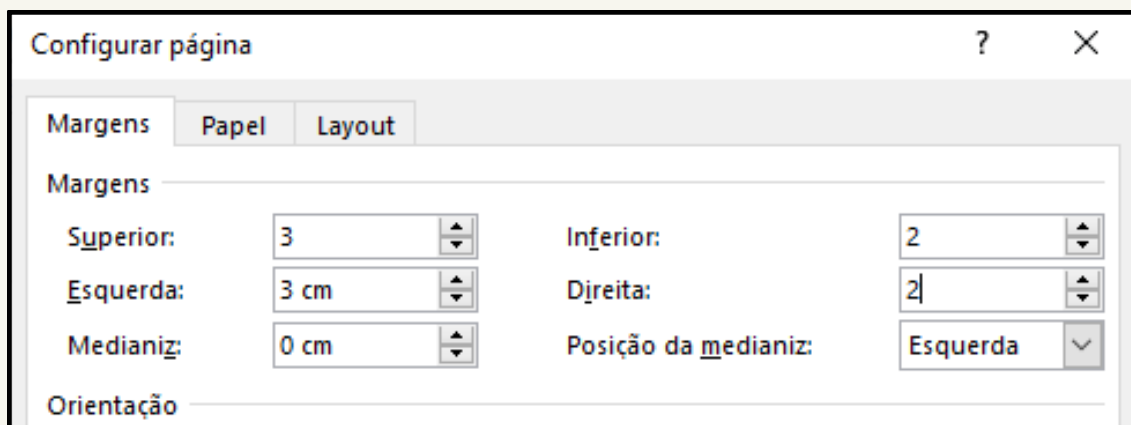 Configurar página ? ×
Margens Papel Layout
Margens
Superior: 3 Inferior: 2
Esquerda: 3 cm Direita: 2
Medianiz: 0 cm Posição da medianiz: Esquerda
Orientação